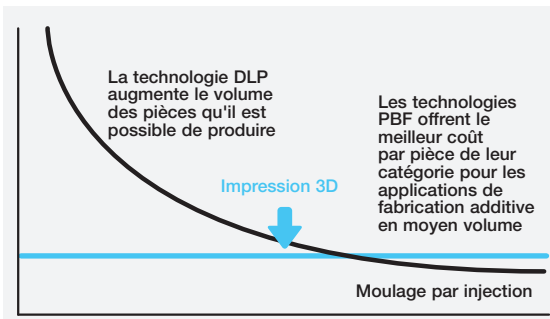 La technologie DLP
augmente le volume
des pièces qu'il est
possible de produire
Les technologies
PBF offrent le
meilleur coût
par pièce de leur
catégorie pour les
applications de
fabrication additive
en moyen volume
Impression 3D
Moulage par injection